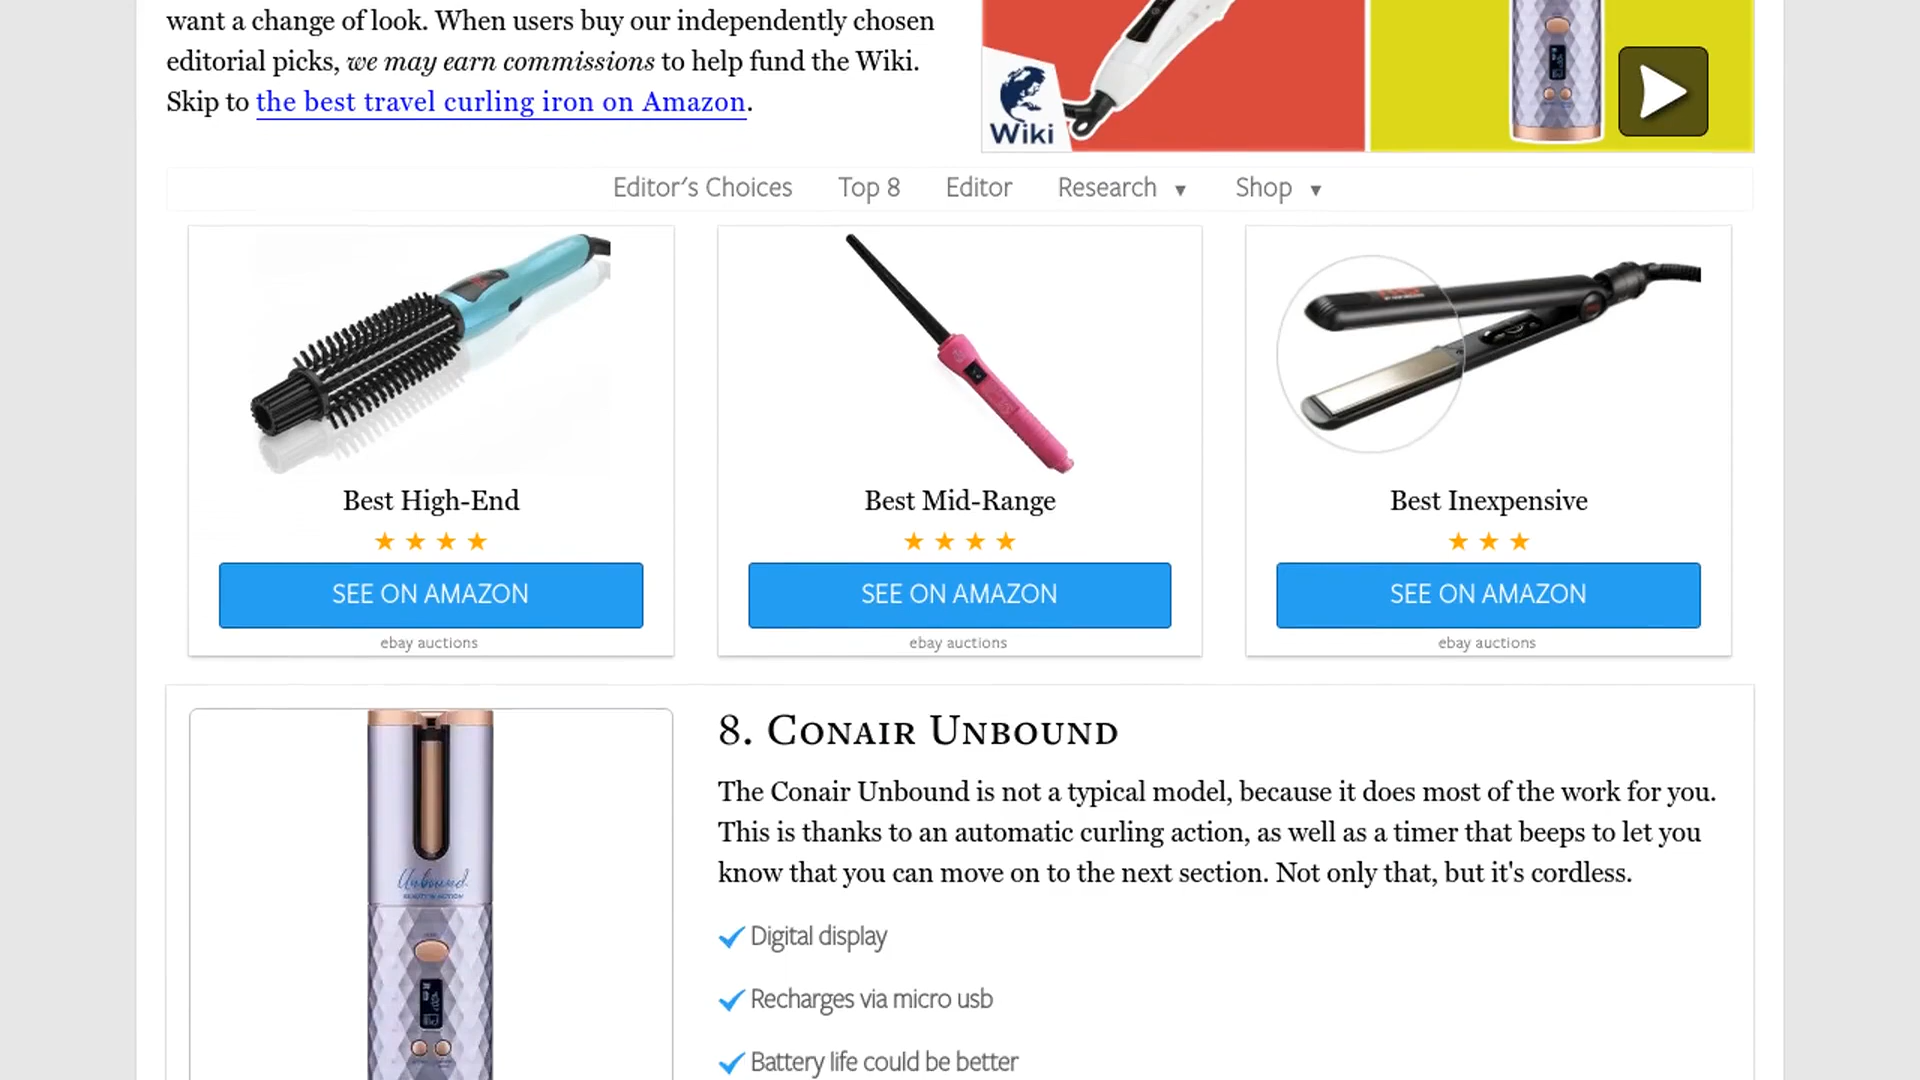 want a change of look. When users buy our independently chosen
editorial picks, we may earn commissions to help fund the Wiki.
Skip to the best travel curling iron on Amazon.
Wiki
Editor's Choices Top 8 Editor Research ▼ Shop ▼
Best High-End
★ ★ ★ ★
SEE ON AMAZON
ebay auctions
Best Mid-Range
★ ★ ★ ★
SEE ON AMAZON
ebay auctions
Best Inexpensive
★ ★ ★
SEE ON AMAZON
ebay auctions
Unbound
8. Conair Unbound
The Conair Unbound is not a typical model, because it does most of the work for you.
This is thanks to an automatic curling action, as well as a timer that beeps to let you
know that you can move on to the next section. Not only that, but it's cordless.
Digital display
Recharges via micro usb
Battery life could be better